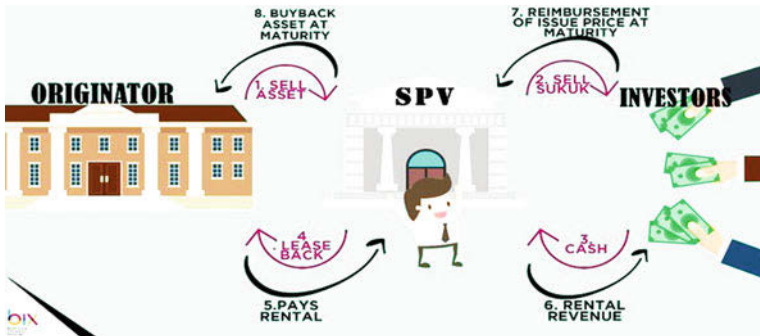 8. BUYBACK
ASSET AT
MATURITY
7. REIMBURSEMENT
OF ISSUE PRICE AT
MATURITY
ORIGINATOR
1. SELL
ASSET
SPV
2. SELL
SUKUK
INVESTORS
4
. LEASE
BACK
3.
CASH
5.PAYS
RENTAL
6. RENTAL
REVENUE
bix